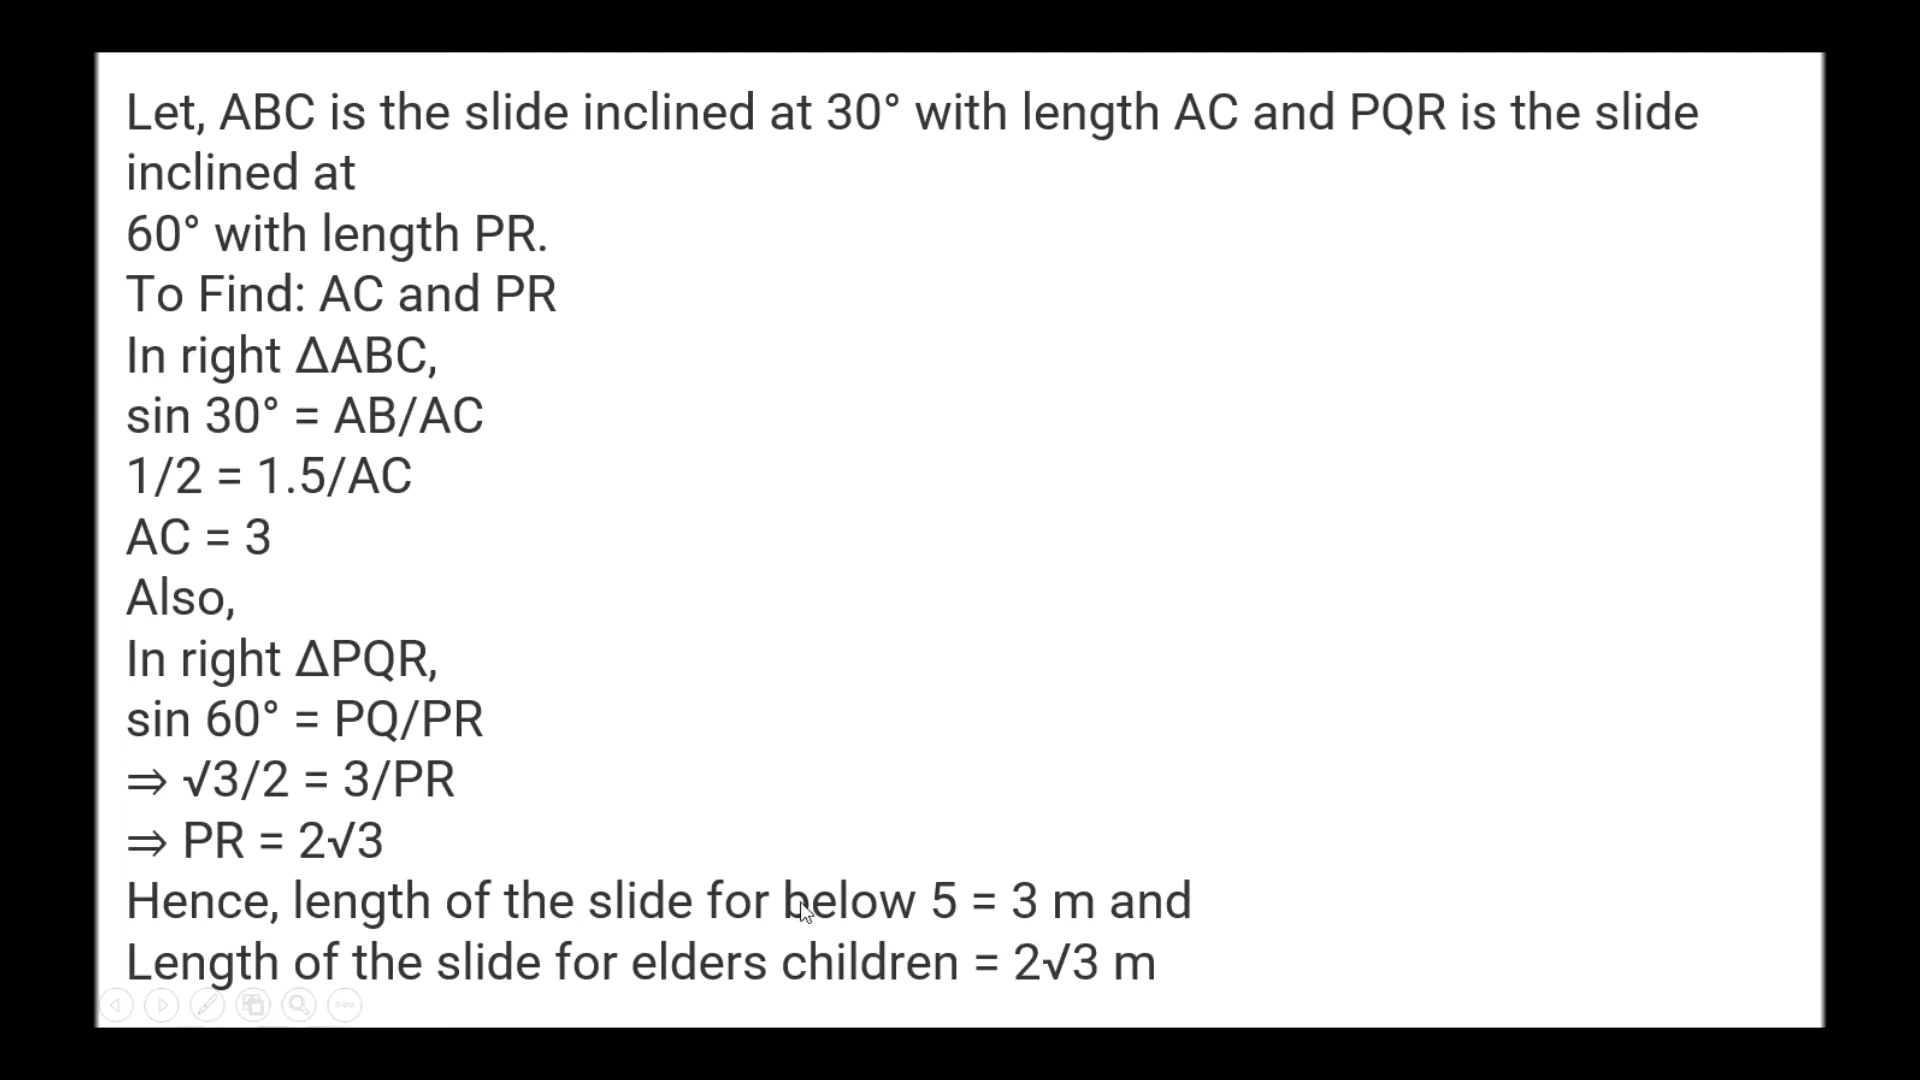 Let, ABC is the slide inclined at 30° with length AC and PQR is the slide
inclined at
60° with length PR.
To Find: AC and PR
In right ΔABC,
sin 30° = AB/AC
1/2 = 1.5/AC
AC = 3
Also,
In right ΔPQR,
sin 60° = PQ/PR
⇒ √3/2 = 3/PR
⇒ PR = 2√3
Hence, length of the slide for below 5 = 3 m and
Length of the slide for elders children = 2√3 m